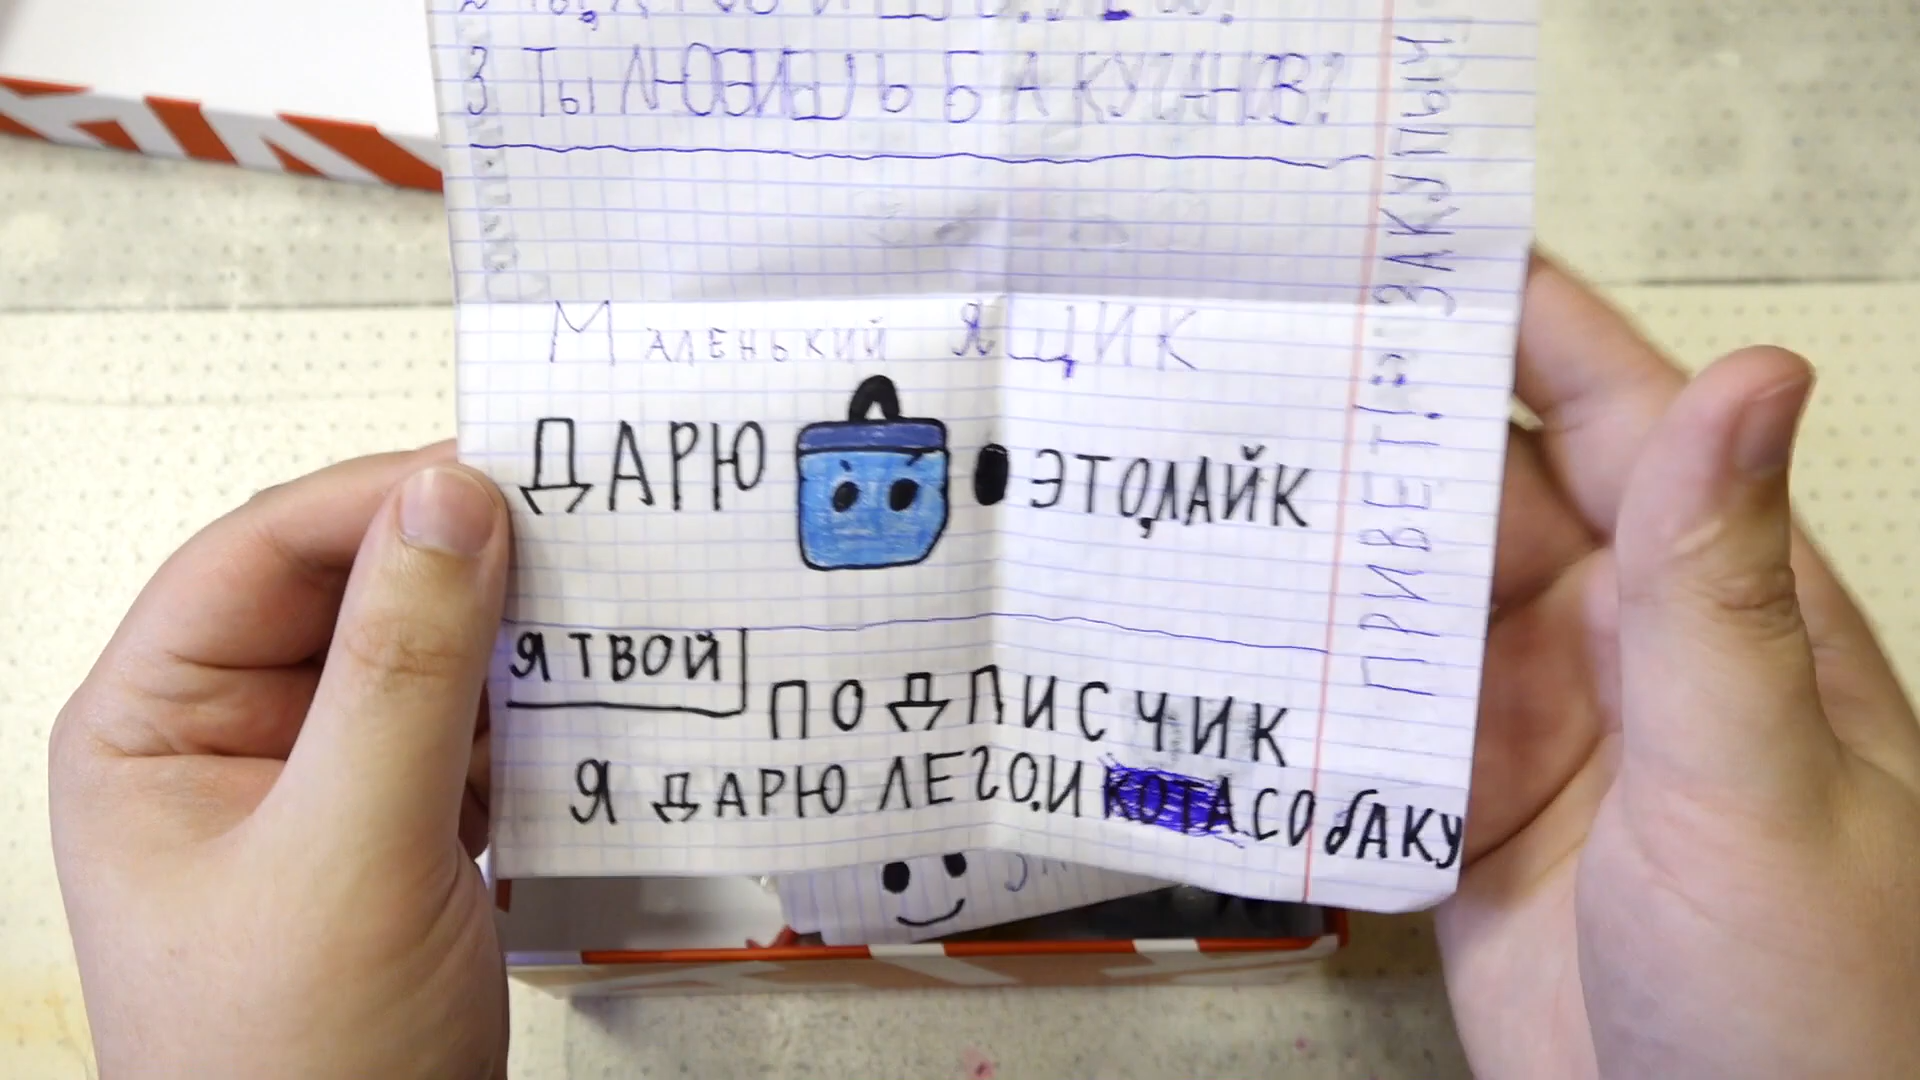 3 Ты ЛЮБИШЬ БАКУГАНОВ?
МАЛЕНЬКИЙ ЯЩИК
ДАРЮ
ЭТО,ЛАЙК
Я ТВОЙ
ПОДПИСЧИК
Я ДАРЮ ЛЕГО.И КОТА СОБАКУ
ПРИВЕТ!
ЗАКУПЫЧ